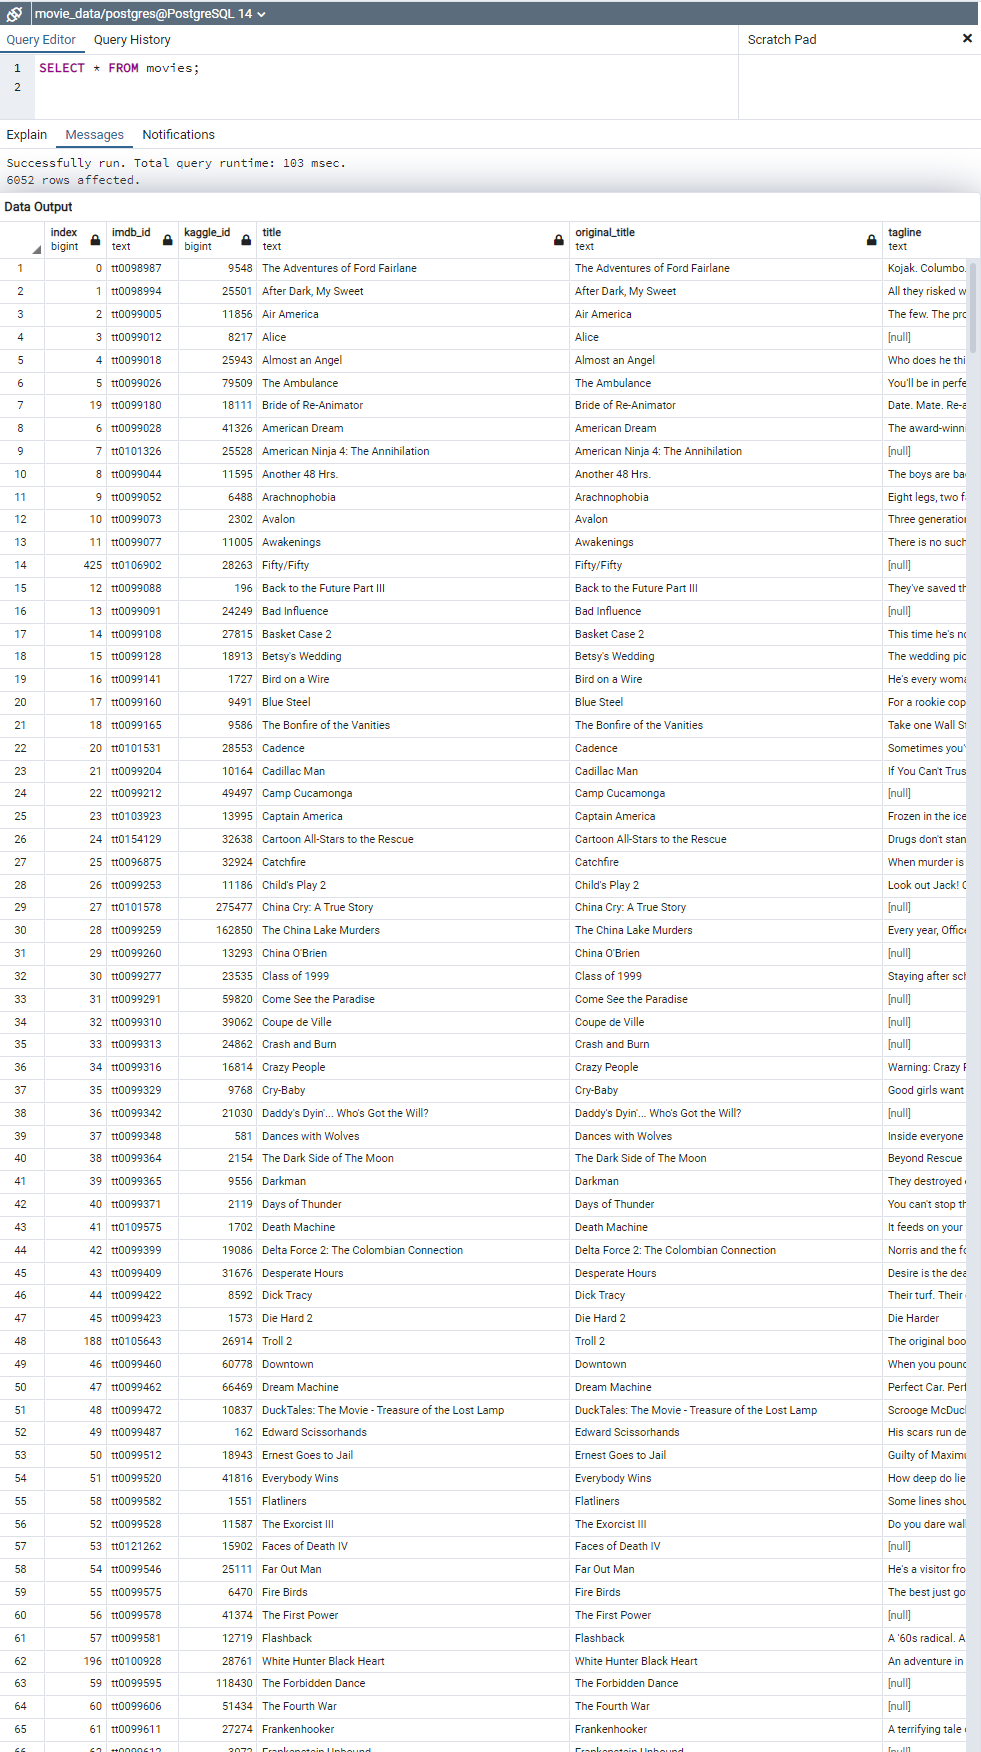 movie_data/postgres@PostgreSQL 14
Query Editor Query History Scratch Pad
1 SELECT * FROM movies;
2
Explain Messages Notifications
Successfully run. Total query runtime: 103 msec.
6052 rows affected.
Data Output
index imdb_id kaggle_id title original_title tagline
bigint text bigint text text text
1 0 tt0098987 9548 The Adventures of Ford Fairlane The Adventures of Ford Fairlane Kojak. Columbo.
2 1 tt0098994 25501 After Dark, My Sweet After Dark, My Sweet All they risked w
3 2 tt0099005 11856 Air America Air America The few. The pro
4 3 tt0099012 8217 Alice Alice [null]
5 4 tt0099018 25943 Almost an Angel Almost an Angel Who does he thi
6 5 tt0099026 79509 The Ambulance The Ambulance You'll be in perfe
7 19 tt0099180 18111 Bride of Re-Animator Bride of Re-Animator Date. Mate. Re-a
8 6 tt0099028 41326 American Dream American Dream The award-winn
9 7 tt0101326 25528 American Ninja 4: The Annihilation American Ninja 4: The Annihilation [null]
10 8 tt0099044 11595 Another 48 Hrs. Another 48 Hrs. The boys are ba
11 9 tt0099052 6488 Arachnophobia Arachnophobia Eight legs, two f
12 10 tt0099073 2302 Avalon Avalon Three generation
13 11 tt0099077 11005 Awakenings Awakenings There is no such
14 425 tt0106902 28263 Fifty/Fifty Fifty/Fifty [null]
15 12 tt0099088 196 Back to the Future Part III Back to the Future Part III They've saved th
16 13 tt0099091 24249 Bad Influence Bad Influence [null]
17 14 tt0099108 27815 Basket Case 2 Basket Case 2 This time he's no
18 15 tt0099128 18913 Betsy's Wedding Betsy's Wedding The wedding pic
19 16 tt0099141 1727 Bird on a Wire Bird on a Wire He's every woma
20 17 tt0099160 9491 Blue Steel Blue Steel For a rookie cop
21 18 tt0099165 9586 The Bonfire of the Vanities The Bonfire of the Vanities Take one Wall S
22 20 tt0101531 28553 Cadence Cadence Sometimes you'
23 21 tt0099204 10164 Cadillac Man Cadillac Man If You Can't Trus
24 22 tt0099212 49497 Camp Cucamonga Camp Cucamonga [null]
25 23 tt0103923 13995 Captain America Captain America Frozen in the ice
26 24 tt0154129 32638 Cartoon All-Stars to the Rescue Cartoon All-Stars to the Rescue Drugs don't stan
27 25 tt0096875 32924 Catchfire Catchfire When murder is
28 26 tt0099253 11186 Child's Play 2 Child's Play 2 Look out Jack! C
29 27 tt0101578 275477 China Cry: A True Story China Cry: A True Story [null]
30 28 tt0099259 162850 The China Lake Murders The China Lake Murders Every year, Office
31 29 tt0099260 13293 China O'Brien China O'Brien [null]
32 30 tt0099277 23535 Class of 1999 Class of 1999 Staying after sch
33 31 tt0099291 59820 Come See the Paradise Come See the Paradise [null]
34 32 tt0099310 39062 Coupe de Ville Coupe de Ville [null]
35 33 tt0099313 24862 Crash and Burn Crash and Burn [null]
36 34 tt0099316 16814 Crazy People Crazy People Warning: Crazy P
37 35 tt0099329 9768 Cry-Baby Cry-Baby Good girls want
38 36 tt0099342 21030 Daddy's Dyin'... Who's Got the Will? Daddy's Dyin'... Who's Got the Will? [null]
39 37 tt0099348 581 Dances with Wolves Dances with Wolves Inside everyone
40 38 tt0099364 2154 The Dark Side of The Moon The Dark Side of The Moon Beyond Rescue
41 39 tt0099365 9556 Darkman Darkman They destroyed
42 40 tt0099371 2119 Days of Thunder Days of Thunder You can't stop th
43 41 tt0109575 1702 Death Machine Death Machine It feeds on your
44 42 tt0099399 19086 Delta Force 2: The Colombian Connection Delta Force 2: The Colombian Connection Norris and the fo
45 43 tt0099409 31676 Desperate Hours Desperate Hours Desire is the dea
46 44 tt0099422 8592 Dick Tracy Dick Tracy Their turf. Their
47 45 tt0099423 1573 Die Hard 2 Die Hard 2 Die Harder
48 188 tt0105643 26914 Troll 2 Troll 2 The original boo
49 46 tt0099460 60778 Downtown Downtown When you pound
50 47 tt0099462 66469 Dream Machine Dream Machine Perfect Car. Perf
51 48 tt0099472 10837 DuckTales: The Movie - Treasure of the Lost Lamp DuckTales: The Movie - Treasure of the Lost Lamp Scrooge McDuc
52 49 tt0099487 162 Edward Scissorhands Edward Scissorhands His scars run de
53 50 tt0099512 18943 Ernest Goes to Jail Ernest Goes to Jail Guilty of Maximu
54 51 tt0099520 41816 Everybody Wins Everybody Wins How deep do lie
55 58 tt0099582 1551 Flatliners Flatliners Some lines shou
56 52 tt0099528 11587 The Exorcist III The Exorcist III Do you dare wal
57 53 tt0121262 15902 Faces of Death IV Faces of Death IV [null]
58 54 tt0099546 25111 Far Out Man Far Out Man He's a visitor fro
59 55 tt0099575 6470 Fire Birds Fire Birds The best just go
60 56 tt0099578 41374 The First Power The First Power [null]
61 57 tt0099581 12719 Flashback Flashback A '60s radical. A
62 196 tt0100928 28761 White Hunter Black Heart White Hunter Black Heart An adventure in
63 59 tt0099595 118430 The Forbidden Dance The Forbidden Dance [null]
64 60 tt0099606 51434 The Fourth War The Fourth War [null]
65 61 tt0099611 27274 Frankenhooker Frankenhooker A terrifying tale
66 62 tt0099612 3072 Frankenstein Unbound Frankenstein Unbound [null]